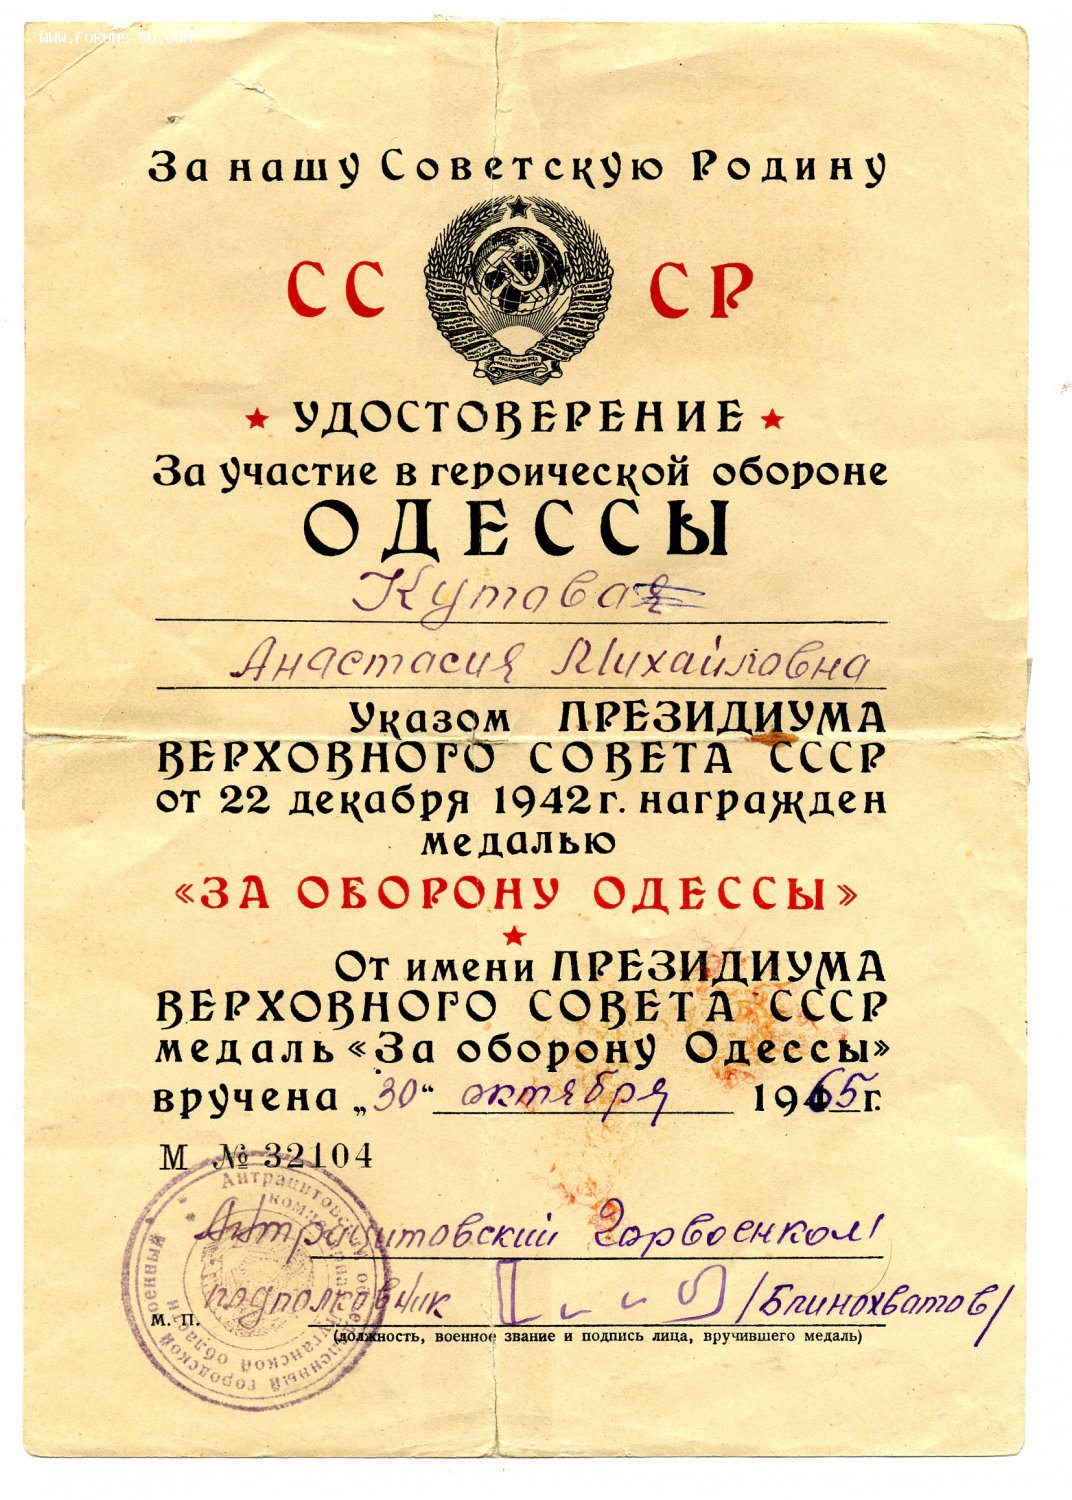 WWW.FORUMS-SU.COM
За нашу Советскую Родину
СС СР
УДОСТОВЕРЕНИЕ
За участие в героической обороне
ОДЕССЫ
Кутовая
Анастасия Михайловна
Указом ПРЕЗИДИУМА
ВЕРХОВНОГО СОВЕТА СССР
от 22 декабря 1942 г. награжден
медалью
«ЗА ОБОРОНУ ОДЕССЫ»
От имени ПРЕЗИДИУМА
ВЕРХОВНОГО СОВЕТА СССР
медаль «За оборону Одессы»
вручена „30“ октября 1965 г.
М № 32104
Антрацитовский Горвоенком
подполковник /Блинохватов/
м. п.
(должность, военное звание и подпись лица, вручившего медаль)